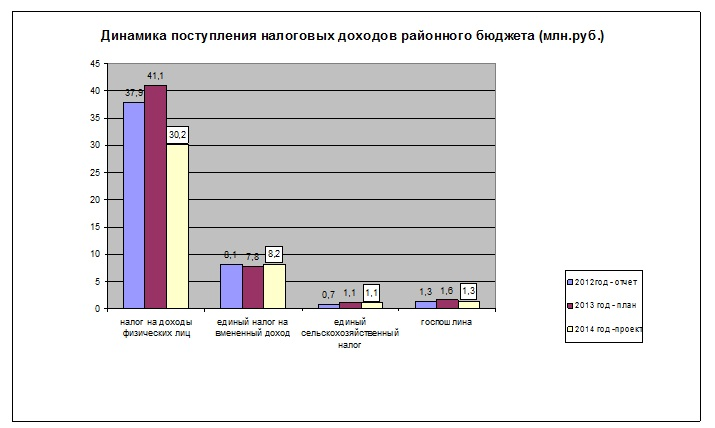 Динамика поступления налоговых доходов районного бюджета (млн.руб.)
45
40
35
30
25
20
15
10
5
0
37,9
41,1
30,2
8,1
7,8
8,2
0,7
1,1
1,1
1,3
1,6
1,3
налог на доходы
физических лиц
единый налог на
вмененный доход
единый
сельскохозяйственный
налог
госпошлина
2012год - отчет
2013 год - план
2014 год -проект